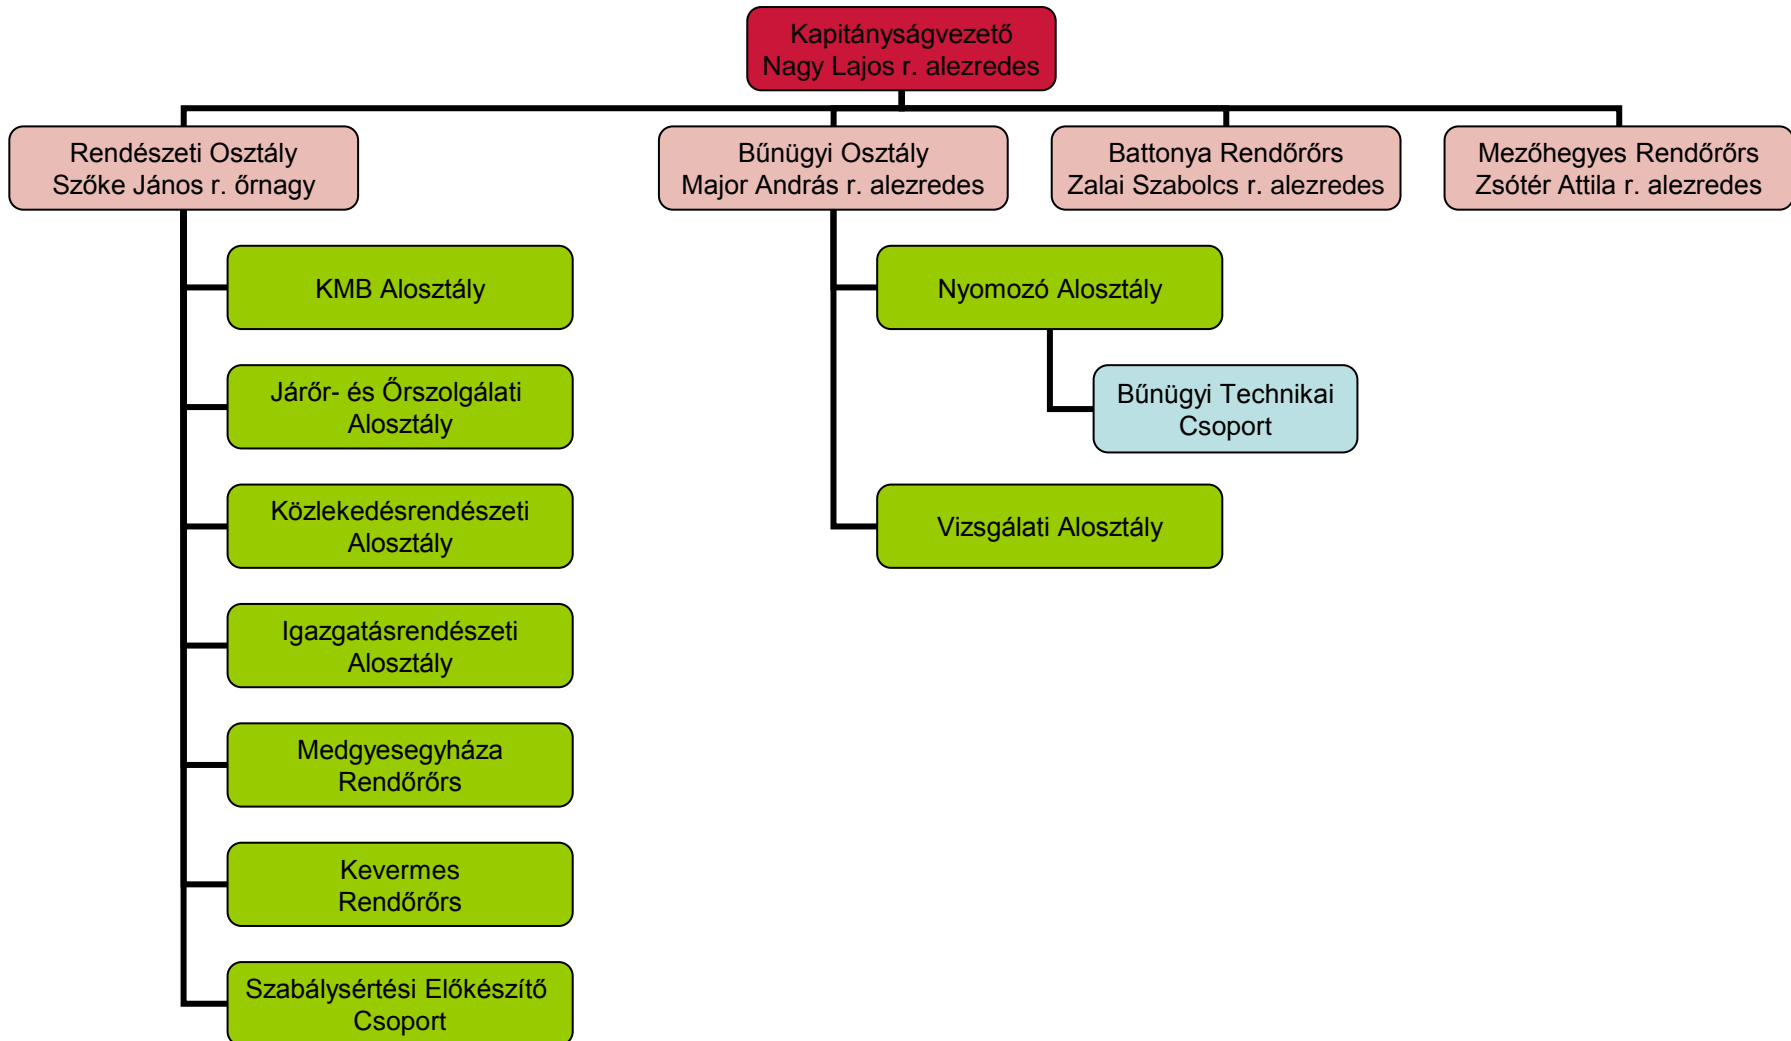 Kapitányságvezető
Nagy Lajos r. alezredes
Rendészeti Osztály
Szőke János r. őrnagy
Bűnügyi Osztály
Major András r. alezredes
Battonya Rendőrőrs
Zalai Szabolcs r. alezredes
Mezőhegyes Rendőrőrs
Zsótér Attila r. alezredes
KMB Alosztály
Járőr- és Őrszolgálati
Alosztály
Közlekedésrendészeti
Alosztály
Igazgatásrendészeti
Alosztály
Medgyesegyháza
Rendőrőrs
Kevermes
Rendőrőrs
Szabálysértési Előkészítő
Csoport
Nyomozó Alosztály
Bűnügyi Technikai
Csoport
Vizsgálati Alosztály